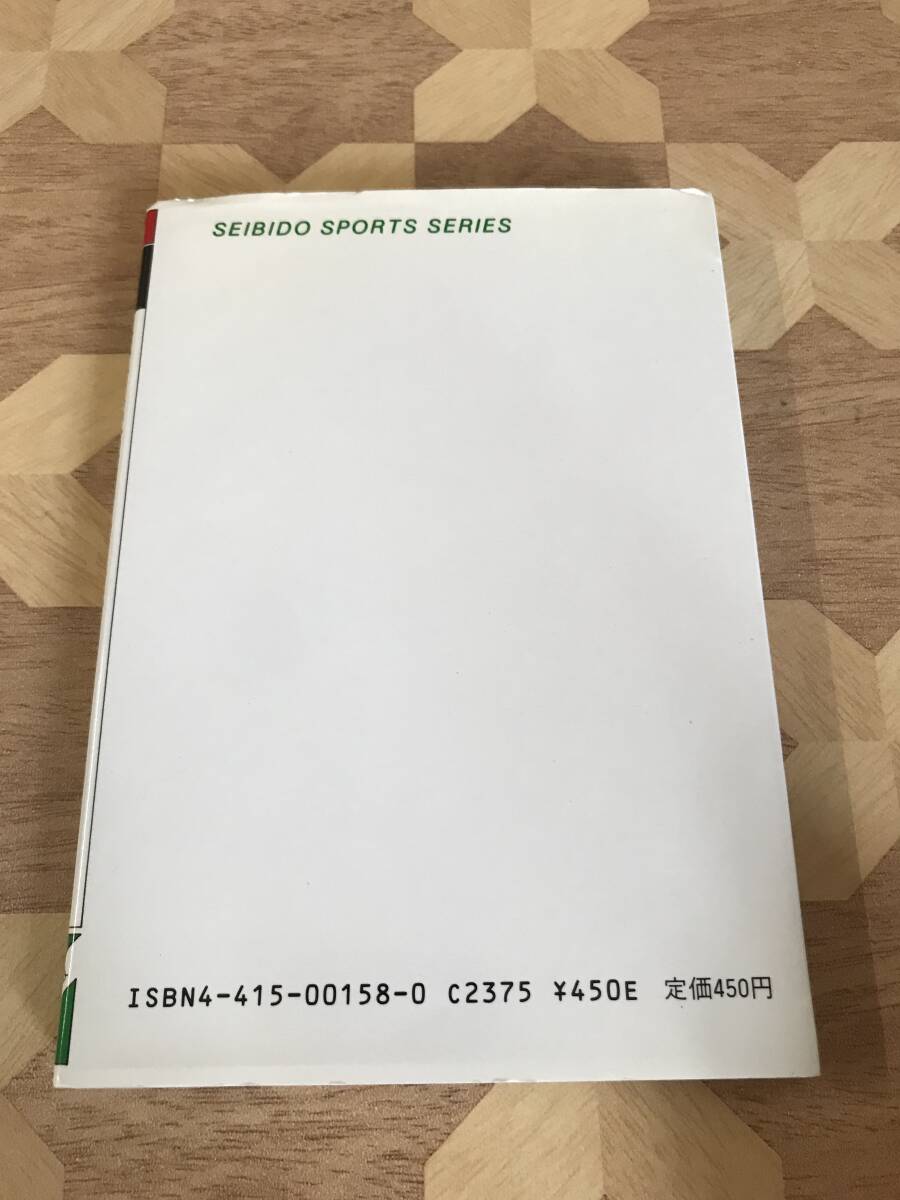 SEIBIDO SPORTS SERIES
ISBN4-415-00158-0 C2375 ¥450E 定価450円